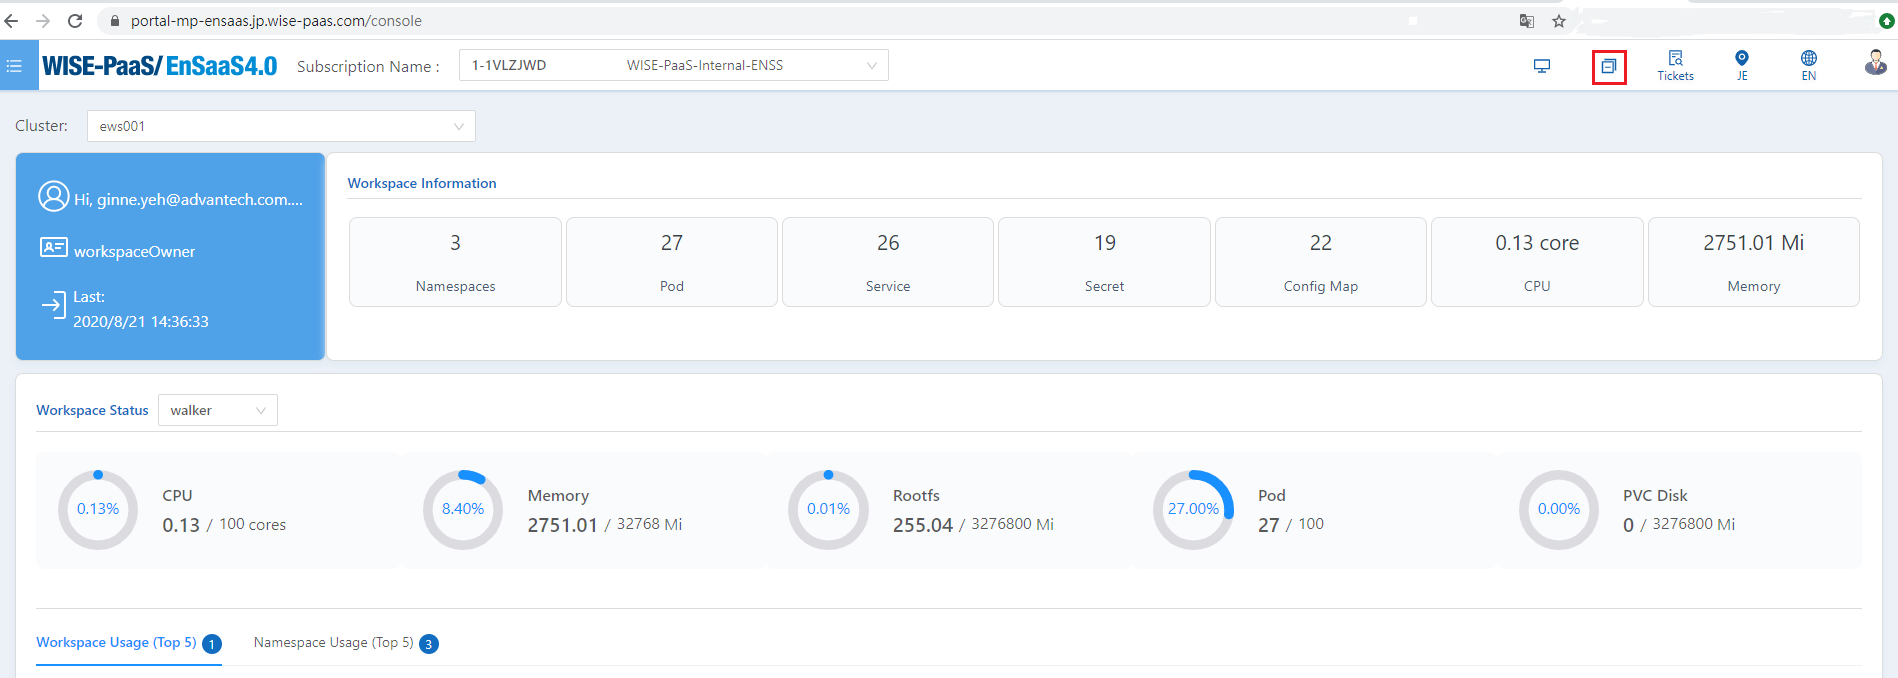 portal-mp-ensaas.jp.wise-paas.com/console
WISE-PaaS/EnSaaS4.0 Subscription Name : 1-1VLZJWD WISE-PaaS-Internal-ENSS Tickets JE EN
Cluster: ews001
Hi, ginne.yeh@advantech.com....
workspaceOwner
Last:
2020/8/21 14:36:33
Workspace Information
3 27 26 19 22 0.13 core 2751.01 Mi
Namespaces Pod Service Secret Config Map CPU Memory
Workspace Status walker
0.13% CPU
0.13 / 100 cores
8.40% Memory
2751.01 / 32768 Mi
0.01% Rootfs
255.04 / 3276800 Mi
27.00% Pod
27 / 100
0.00% PVC Disk
0 / 3276800 Mi
Workspace Usage (Top 5) 1 Namespace Usage (Top 5) 3